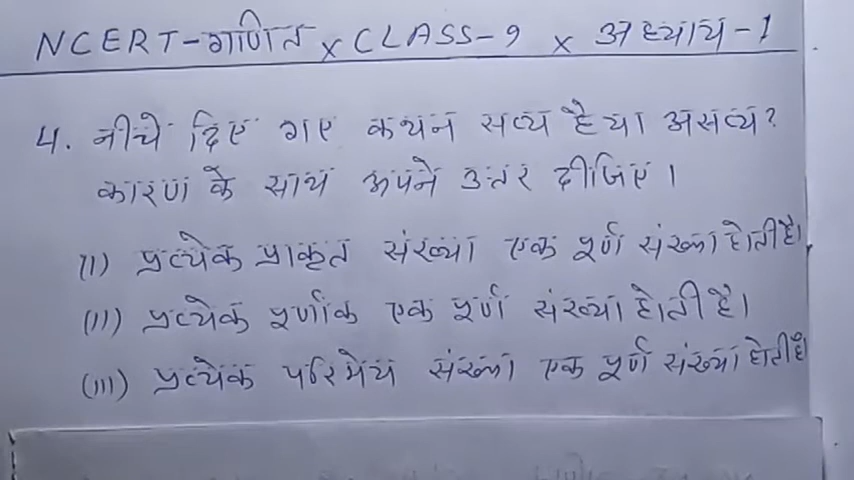 NCERT-गणित x CLASS-9 x अध्याय-1
4. नीचे दिए गए कथन सत्य है या असत्य?
कारण के साथ अपने उत्तर दीजिए।
(I) प्रत्येक प्राकृत संख्या एक पूर्ण संख्या होती है।
(II) प्रत्येक पूर्णांक एक पूर्ण संख्या होती है।
(III) प्रत्येक परिमेय संख्या एक पूर्ण संख्या होती है